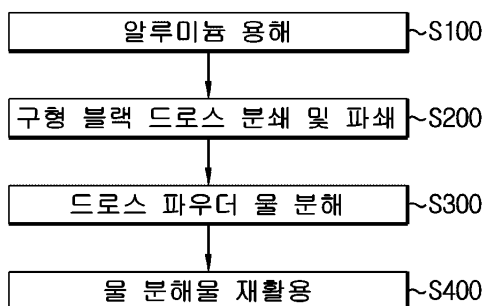 알루미늄 용해 ~S100
구형 블랙 드로스 분쇄 및 파쇄 ~S200
드로스 파우더 물 분해 ~S300
물 분해물 재활용 ~S400